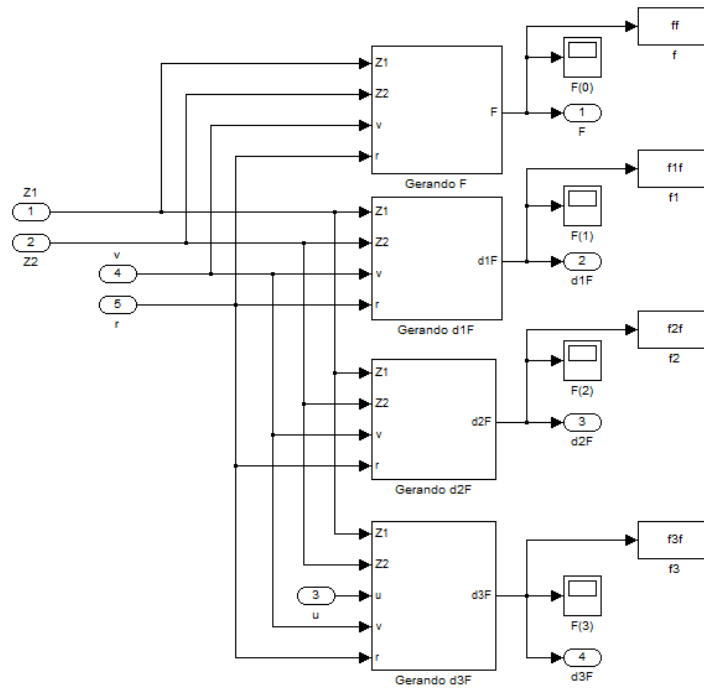 ff
f
Z1
Z2
v
r
F
Gerando F
F(0)
1
F
Z1
1
2
Z2
v
4
5
r
f1f
f1
Z1
Z2
v
r
d1F
Gerando d1F
F(1)
2
d1F
f2f
f2
Z1
Z2
v
r
d2F
Gerando d2F
F(2)
3
d2F
f3f
f3
Z1
Z2
u
v
r
d3F
Gerando d3F
3
u
F(3)
4
d3F